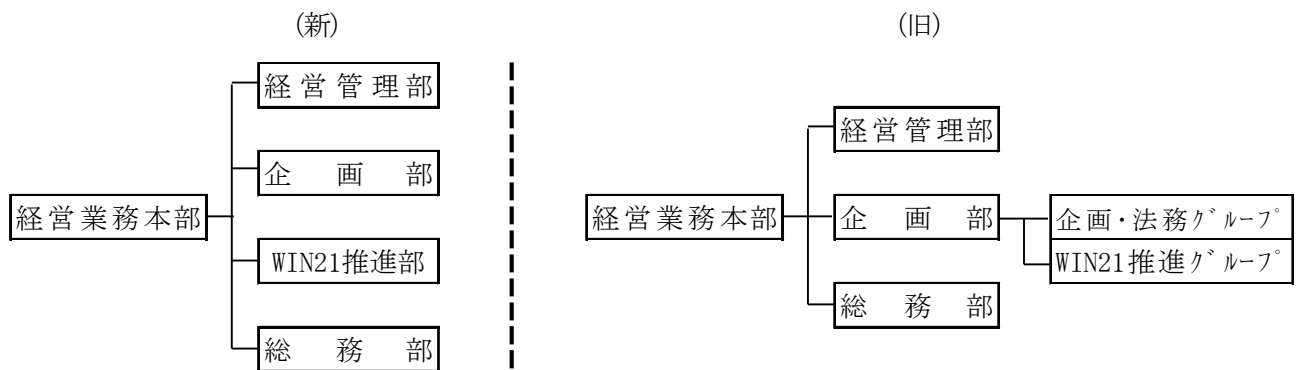 (新)
経営管理部
企画部
経営業務本部
WIN21推進部
総務部
(旧)
経営管理部
経営業務本部
企画部
企画・法務ｸﾞﾙｰﾌﾟ
WIN21推進ｸﾞﾙｰﾌﾟ
総務部